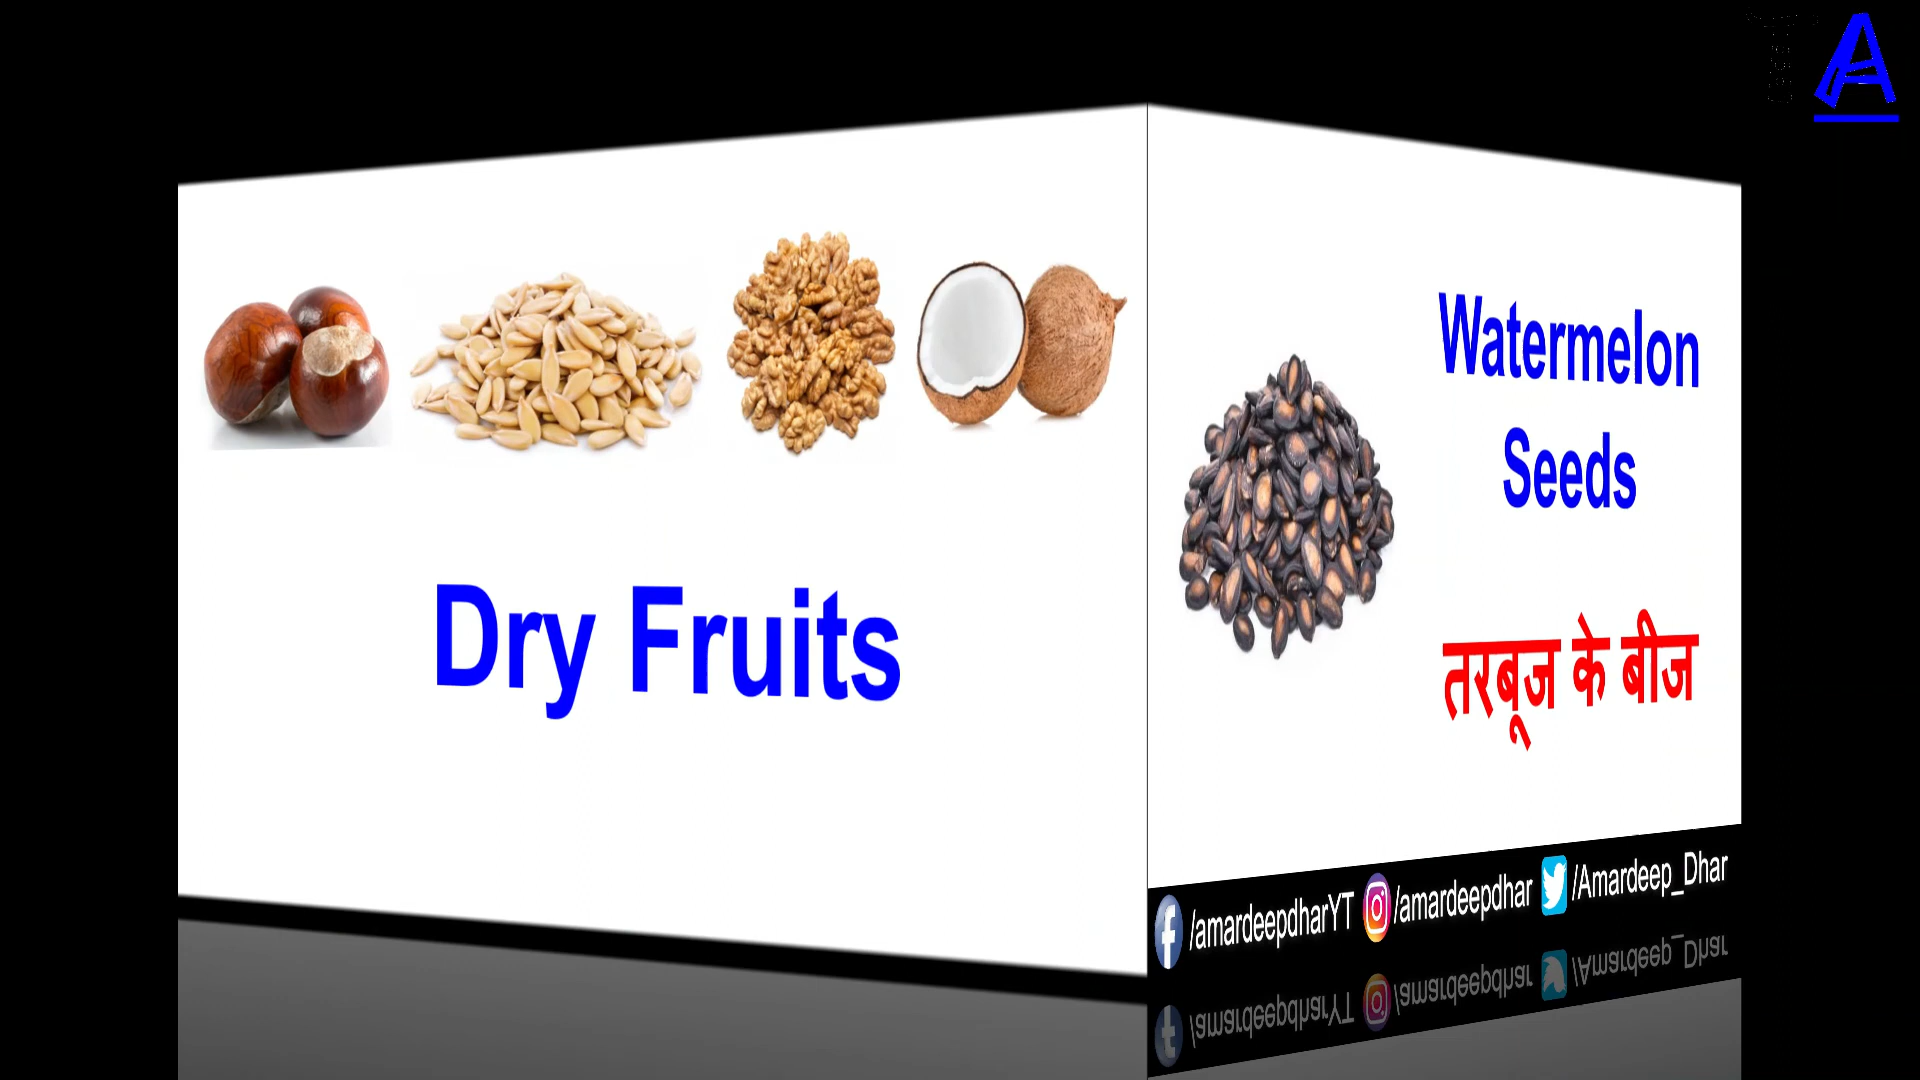 A
Dry Fruits
Watermelon
Seeds
तरबूज के बीज
/amardeepdharYT /amardeepdhar /Amardeep_Dhar